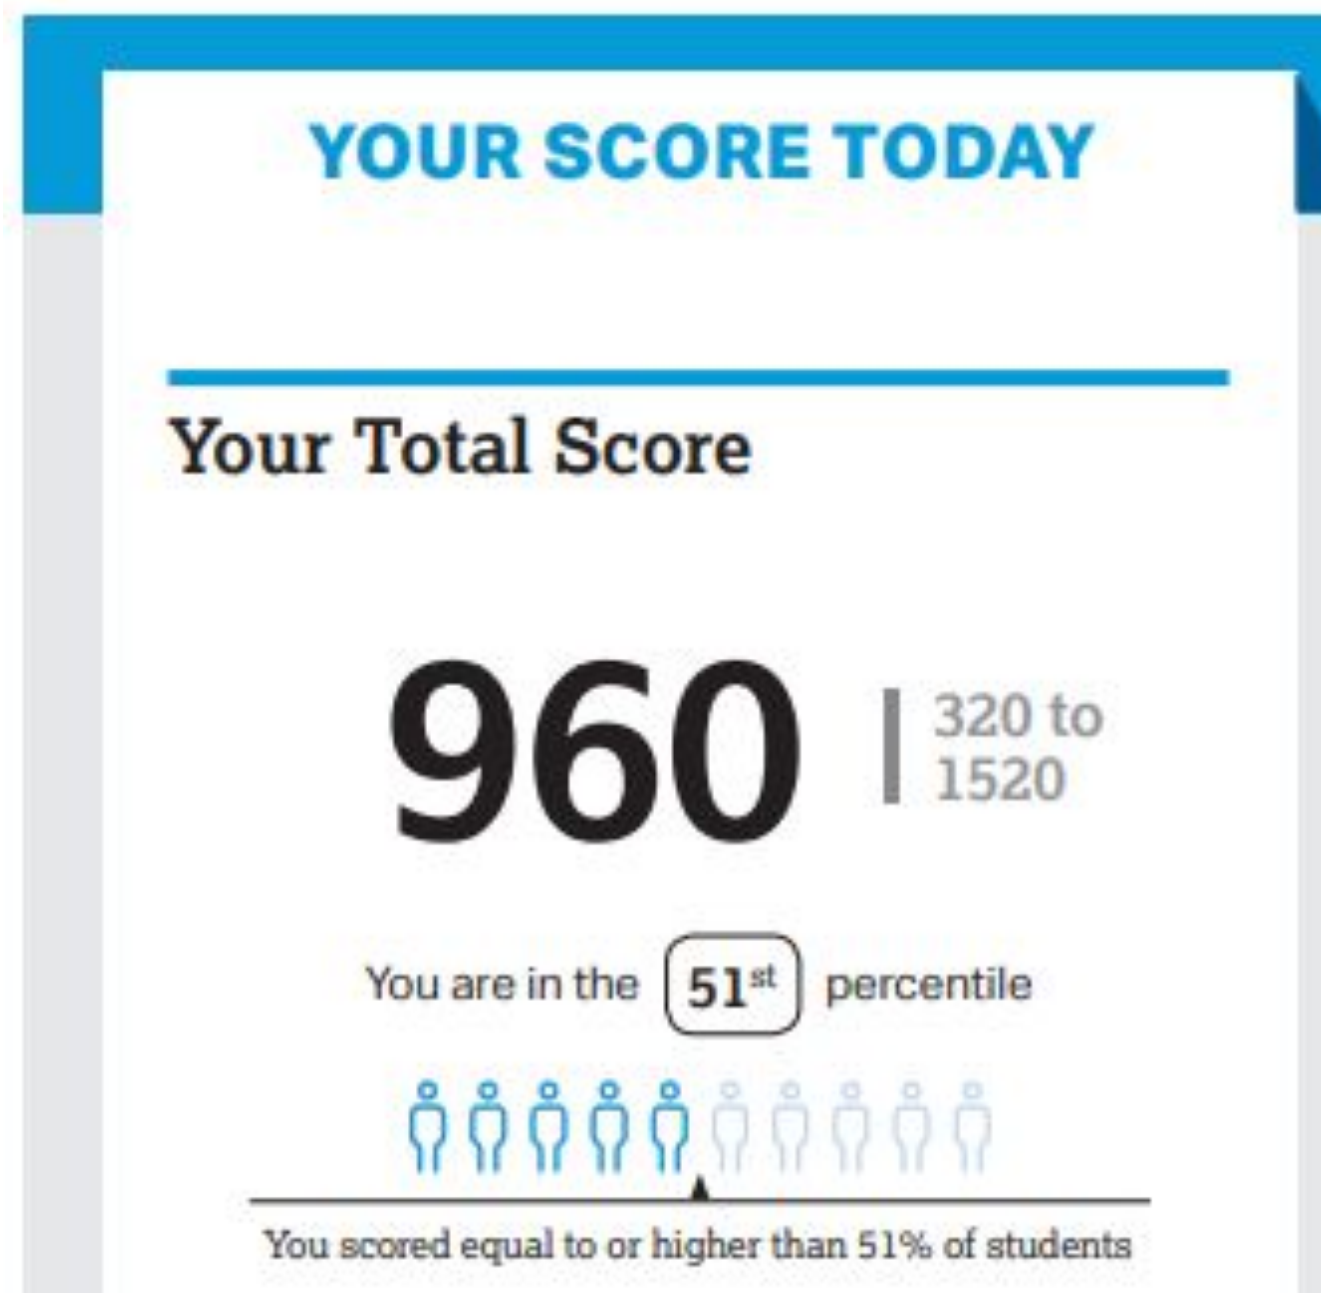 YOUR SCORE TODAY
Your Total Score
960
320 to
1520
You are in the 51st percentile
You scored equal to or higher than 51% of students